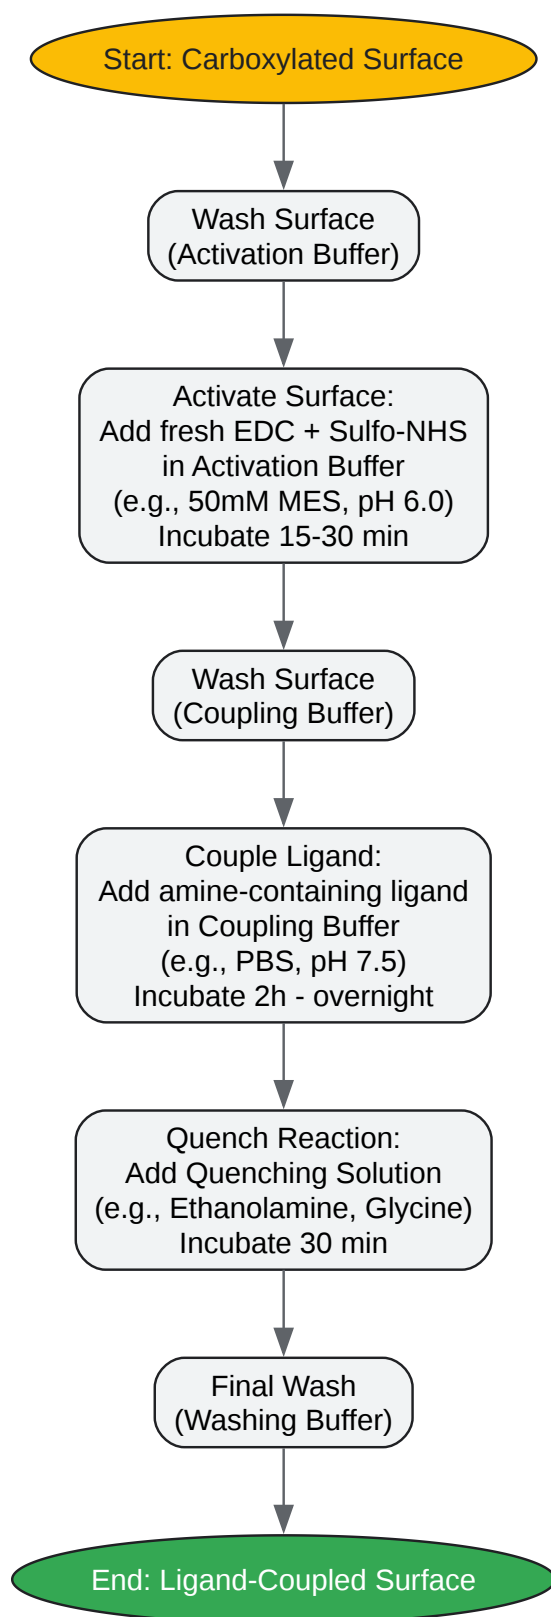 Start: Carboxylated Surface
Wash Surface
(Activation Buffer)
Activate Surface:
Add fresh EDC + Sulfo-NHS
in Activation Buffer
(e.g., 50mM MES, pH 6.0)
Incubate 15-30 min
Wash Surface
(Coupling Buffer)
Couple Ligand:
Add amine-containing ligand
in Coupling Buffer
(e.g., PBS, pH 7.5)
Incubate 2h - overnight
Quench Reaction:
Add Quenching Solution
(e.g., Ethanolamine, Glycine)
Incubate 30 min
Final Wash
(Washing Buffer)
End: Ligand-Coupled Surface